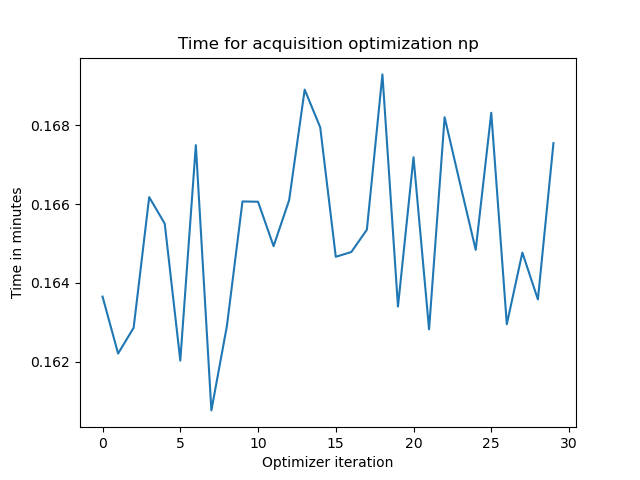 Time for acquisition optimization np
Time in minutes
0.168
0.166
0.164
0.162
0 5 10 15 20 25 30
Optimizer iteration